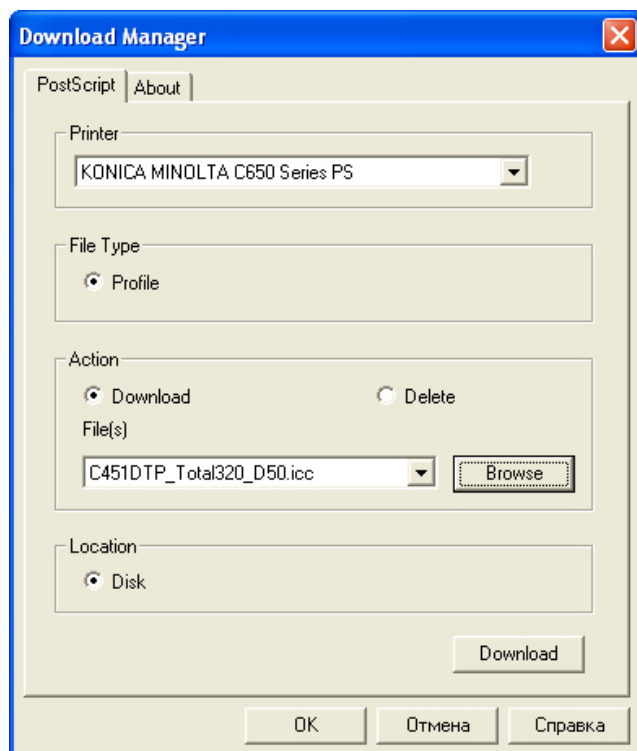 Download Manager
PostScript About
Printer
KONICA MINOLTA C650 Series PS
File Type
Profile
Action
Download Delete
File(s)
C451DTP_Total320_D50.icc Browse
Location
Disk
Download
OK Отмена Справка